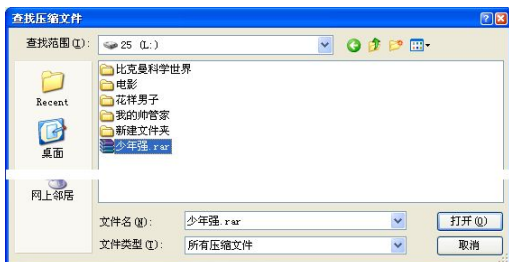 查找压缩文件
查找范围(I):
25 (L:)
比克曼科学世界
电影
花样男子
我的帅管家
新建文件夹
少年强.rar
Recent
桌面
网上邻居
文件名(N):
少年强.rar
打开(O)
文件类型(T):
所有压缩文件
取消